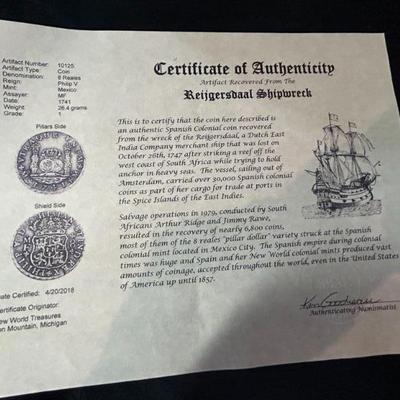 Artifact Number: 10125
Artifact Type: Coin
Denomination: 8 Reales
Reign: Philip V
Mint: Mexico
Assayer: MF
Date: 1741
Weight: 26.4 grams
Grade: 1
Pillars Side
Shield Side
ate Certified: 4/20/2018
ertificate Originator:
ew World Treasures
on Mountain, Michigan
Certificate of Authenticity
Artifact Recovered From The
Reijgersdaal Shipwreck
This is to certify that the coin here described is
an authentic Spanish Colonial coin recovered
from the wreck of the Reijgersdaal, a Dutch East
India Company merchant ship that was lost on
October 26th, 1747 after striking a reef off the
west coast of South Africa while trying to hold
anchor in heavy seas. The vessel, sailing out of
Amsterdam, carried over 30,000 Spanish colonial
coins as part of her cargo for trade at ports in
the Spice Islands of the East Indies.
Salvage operations in 1979, conducted by South
Africans Arthur Ridge and Jimmy Rawe,
resulted in the recovery of nearly 6,800 coins,
most of them of the 8 reales "pillar dollar" variety struck at the Spanish
colonial mint located in Mexico City. The Spanish empire during colonial
times was huge and Spain and her New World colonial mints produced vast
amounts of coinage, accepted throughout the world, even in the United States
of America up until 1857.
Authenticating Numismatist